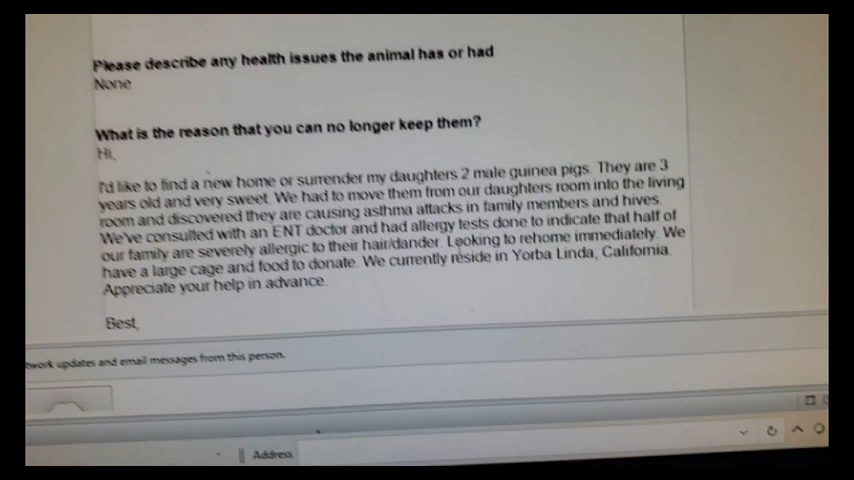 Please describe any health issues the animal has or had
None
What is the reason that you can no longer keep them?
Hi,
I'd like to find a new home or surrender my daughters 2 male guinea pigs. They are 3
years old and very sweet. We had to move them from our daughters room into the living
room and discovered they are causing asthma attacks in family members and hives.
We've consulted with an ENT doctor and had allergy tests done to indicate that half of
our family are severely allergic to their hair/dander. Looking to rehome immediately. We
have a large cage and food to donate. We currently reside in Yorba Linda, California.
Appreciate your help in advance.
Best,
twork updates and email messages from this person.
Address